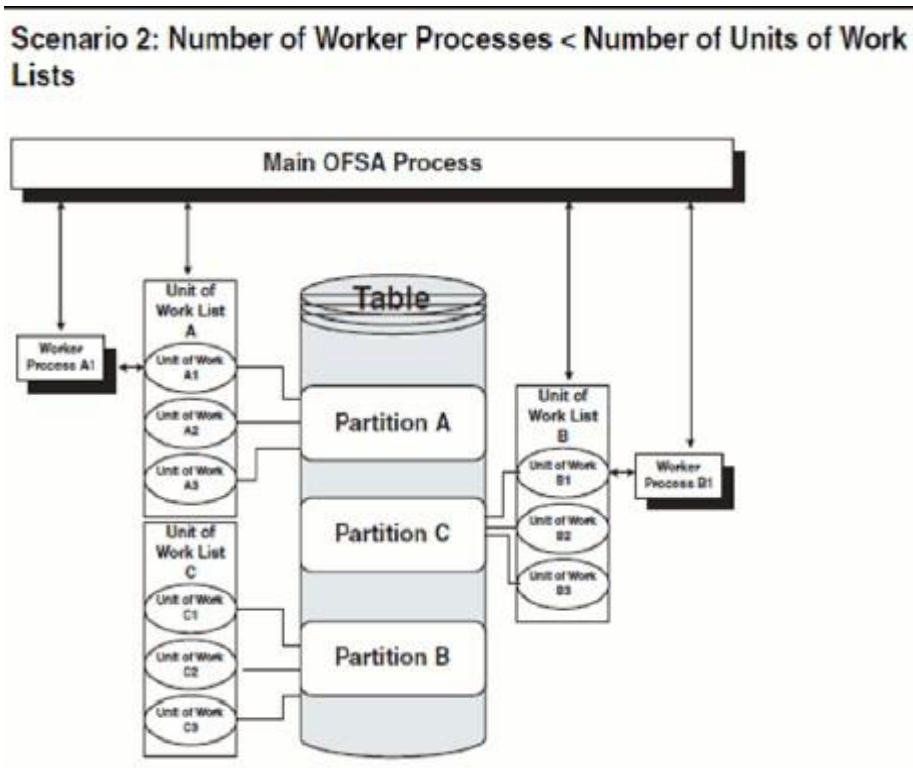 Scenario 2: Number of Worker Processes < Number of Units of Work
Lists
Main OFSA Process
Unit of
Work List
A
Worker
Process A1
Unit of Work
A1
Unit of Work
A2
Unit of Work
A3
Unit of
Work List
C
Unit of Work
C1
Unit of Work
C2
Unit of Work
C3
Table
Partition A
Partition C
Partition B
Unit of
Work List
B
Unit of Work
B1
Unit of Work
B2
Unit of Work
B3
Worker
Process B1